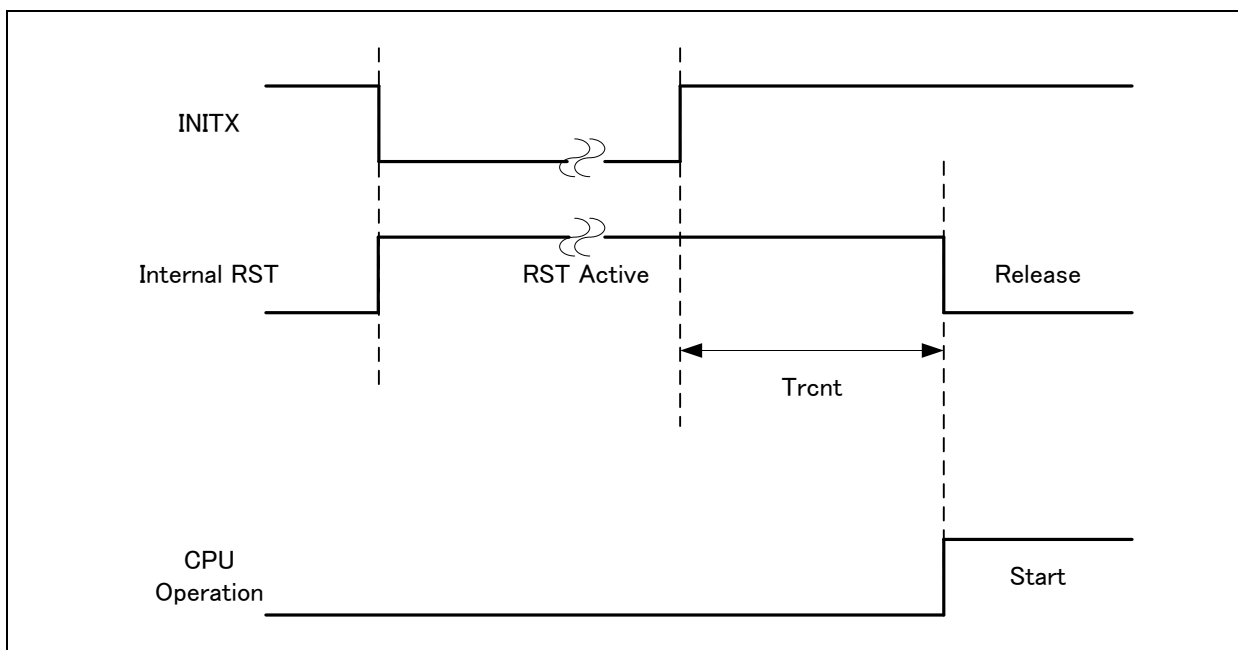 INITX
Internal RST
RST Active
Release
Trcnt
CPU
Operation
Start